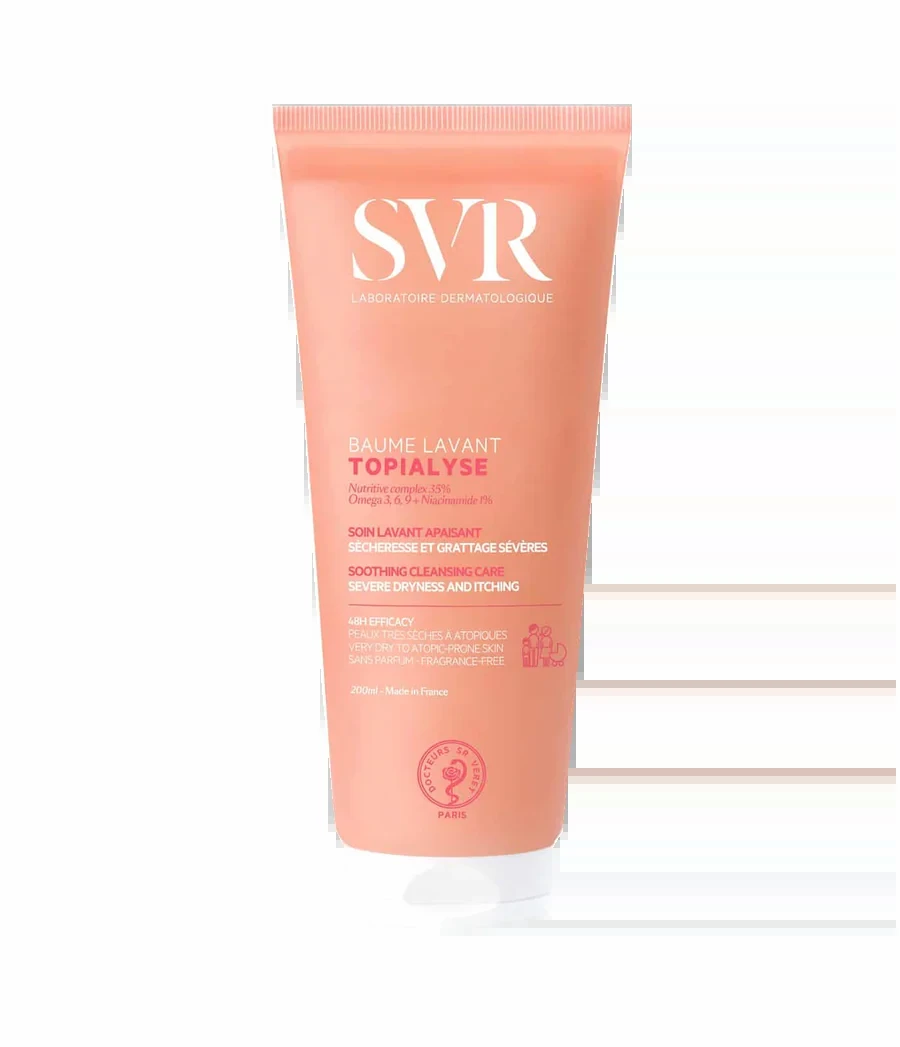 SVR
LABORATOIRE DERMATOLOGIQUE
BAUME LAVANT
TOPIALYSE
Nutritive complex 35%
Omega 3, 6, 9 + Niacinamide 1%
SOIN LAVANT APAISANT
SÈCHERESSE ET GRATTAGE SÉVÈRES
SOOTHING CLEANSING CARE
SEVERE DRYNESS AND ITCHING
48H EFFICACY
PEAUX TRÈS SÈCHES À ATOPIQUES
VERY DRY TO ATOPIC-PRONE SKIN
SANS PARFUM - FRAGRANCE-FREE
200ml - Made in France
DOCTEURS SR VERET
PARIS